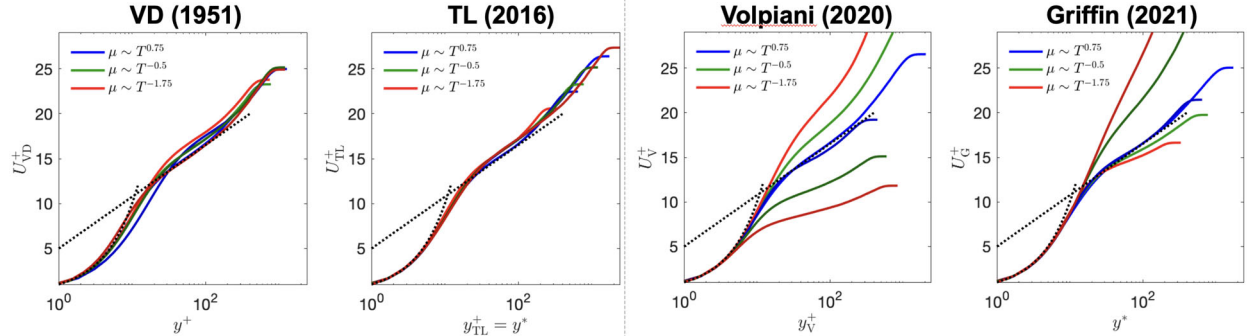 VD (1951)
TL (2016)
Volpiani (2020)
Griffin (2021)
μ ∼ T^0.75
μ ∼ T^−0.5
μ ∼ T^−1.75
25
20
15
10
5
U^+_VD
10^0
10^2
y^+
μ ∼ T^0.75
μ ∼ T^−0.5
μ ∼ T^−1.75
25
20
15
10
5
U^+_TL
10^0
10^2
y^+_TL = y^*
μ ∼ T^0.75
μ ∼ T^−0.5
μ ∼ T^−1.75
25
20
15
10
5
U^+_V
10^0
10^2
y^+_V
μ ∼ T^0.75
μ ∼ T^−0.5
μ ∼ T^−1.75
25
20
15
10
5
U^+_G
10^0
10^2
y^*